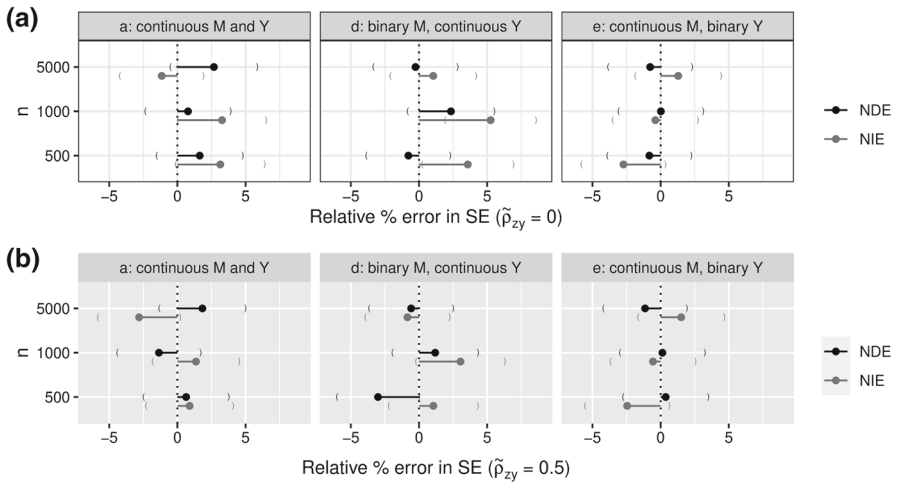 (a)
a: continuous M and Y
d: binary M, continuous Y
e: continuous M, binary Y
n
5000
1000
500
−5 0 5
−5 0 5
−5 0 5
Relative % error in SE (ρ̃zy = 0)
NDE
NIE
(b)
a: continuous M and Y
d: binary M, continuous Y
e: continuous M, binary Y
n
5000
1000
500
−5 0 5
−5 0 5
−5 0 5
Relative % error in SE (ρ̃zy = 0.5)
NDE
NIE